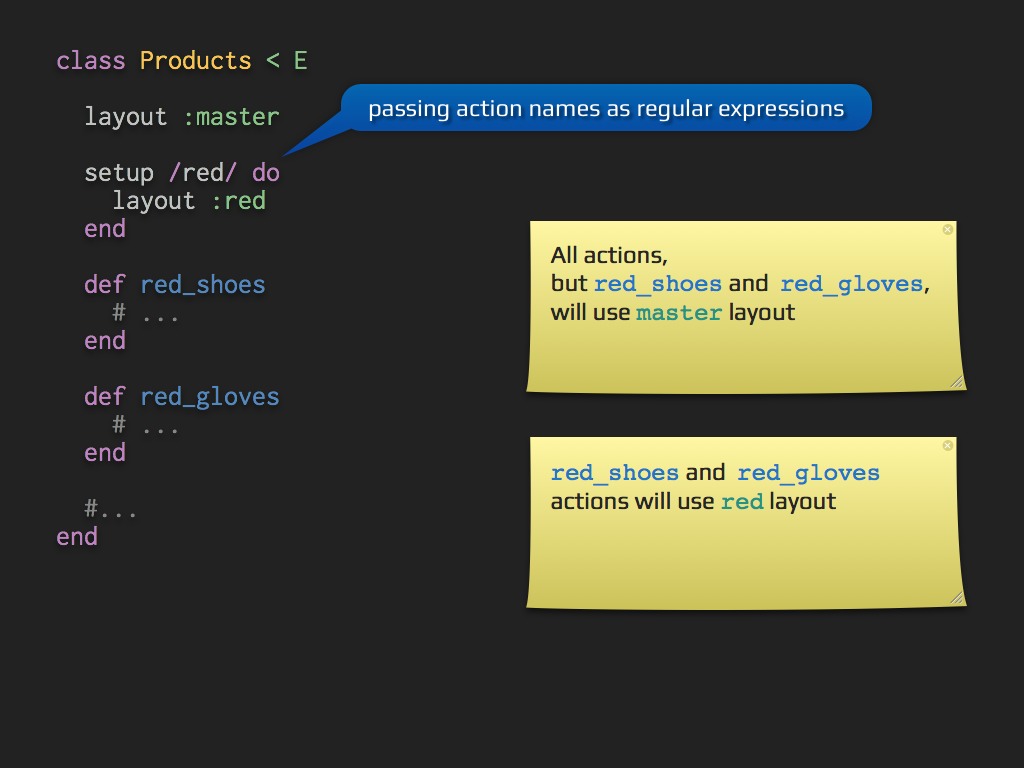 class Products < E
layout :master
passing action names as regular expressions
setup /red/ do
layout :red
end
def red_shoes
# ...
end
def red_gloves
# ...
end
#...
end
All actions,
but red_shoes and red_gloves,
will use master layout
red_shoes and red_gloves
actions will use red layout